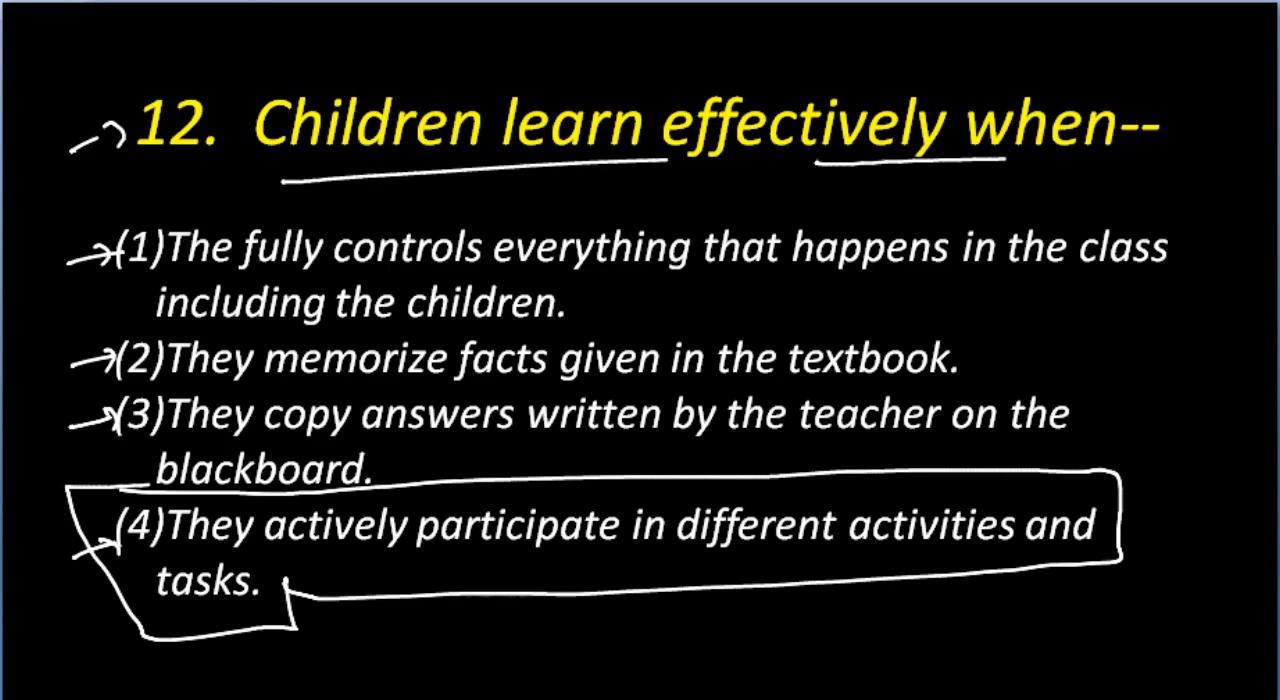 12. Children learn effectively when--
(1)The fully controls everything that happens in the class
including the children.
(2)They memorize facts given in the textbook.
(3)They copy answers written by the teacher on the
blackboard.
(4)They actively participate in different activities and
tasks.